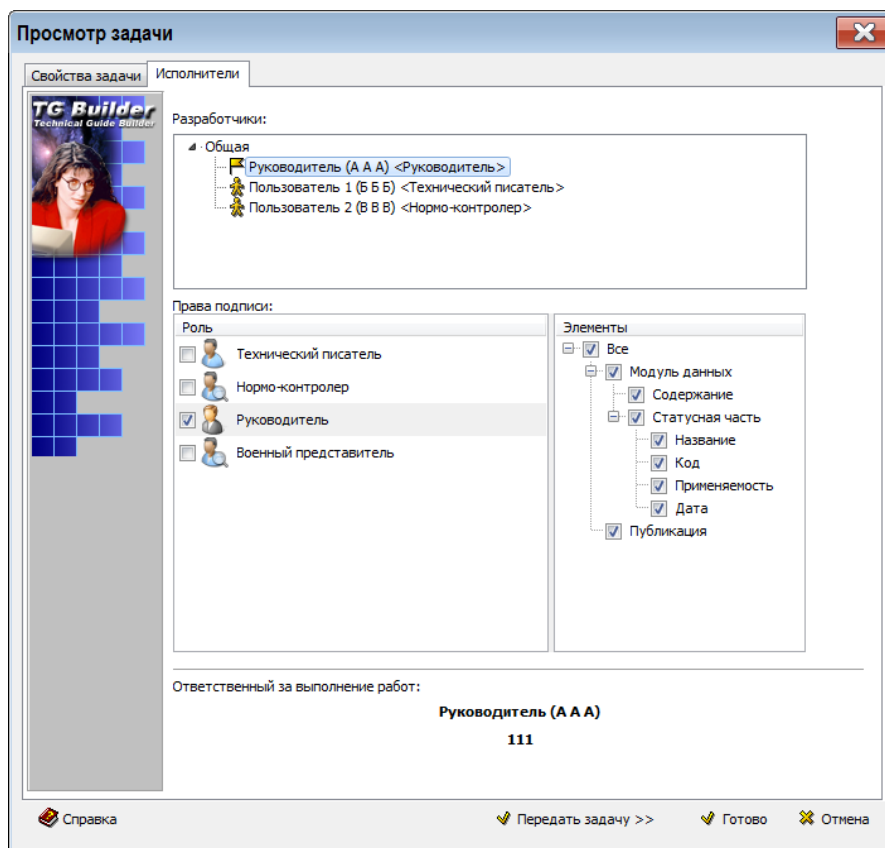 Просмотр задачи
Свойства задачи
Исполнители
TG Builder
Technical Guide Builder
Разработчики:
Общая
Руководитель (А А А) <Руководитель>
Пользователь 1 (Б Б Б) <Технический писатель>
Пользователь 2 (В В В) <Нормо-контролер>
Права подписи:
Роль
Технический писатель
Нормо-контролер
Руководитель
Военный представитель
Элементы
Все
Модуль данных
Содержание
Статусная часть
Название
Код
Применяемость
Дата
Публикация
Ответственный за выполнение работ:
Руководитель (А А А)
111
Справка
Передать задачу >>
Готово
Отмена